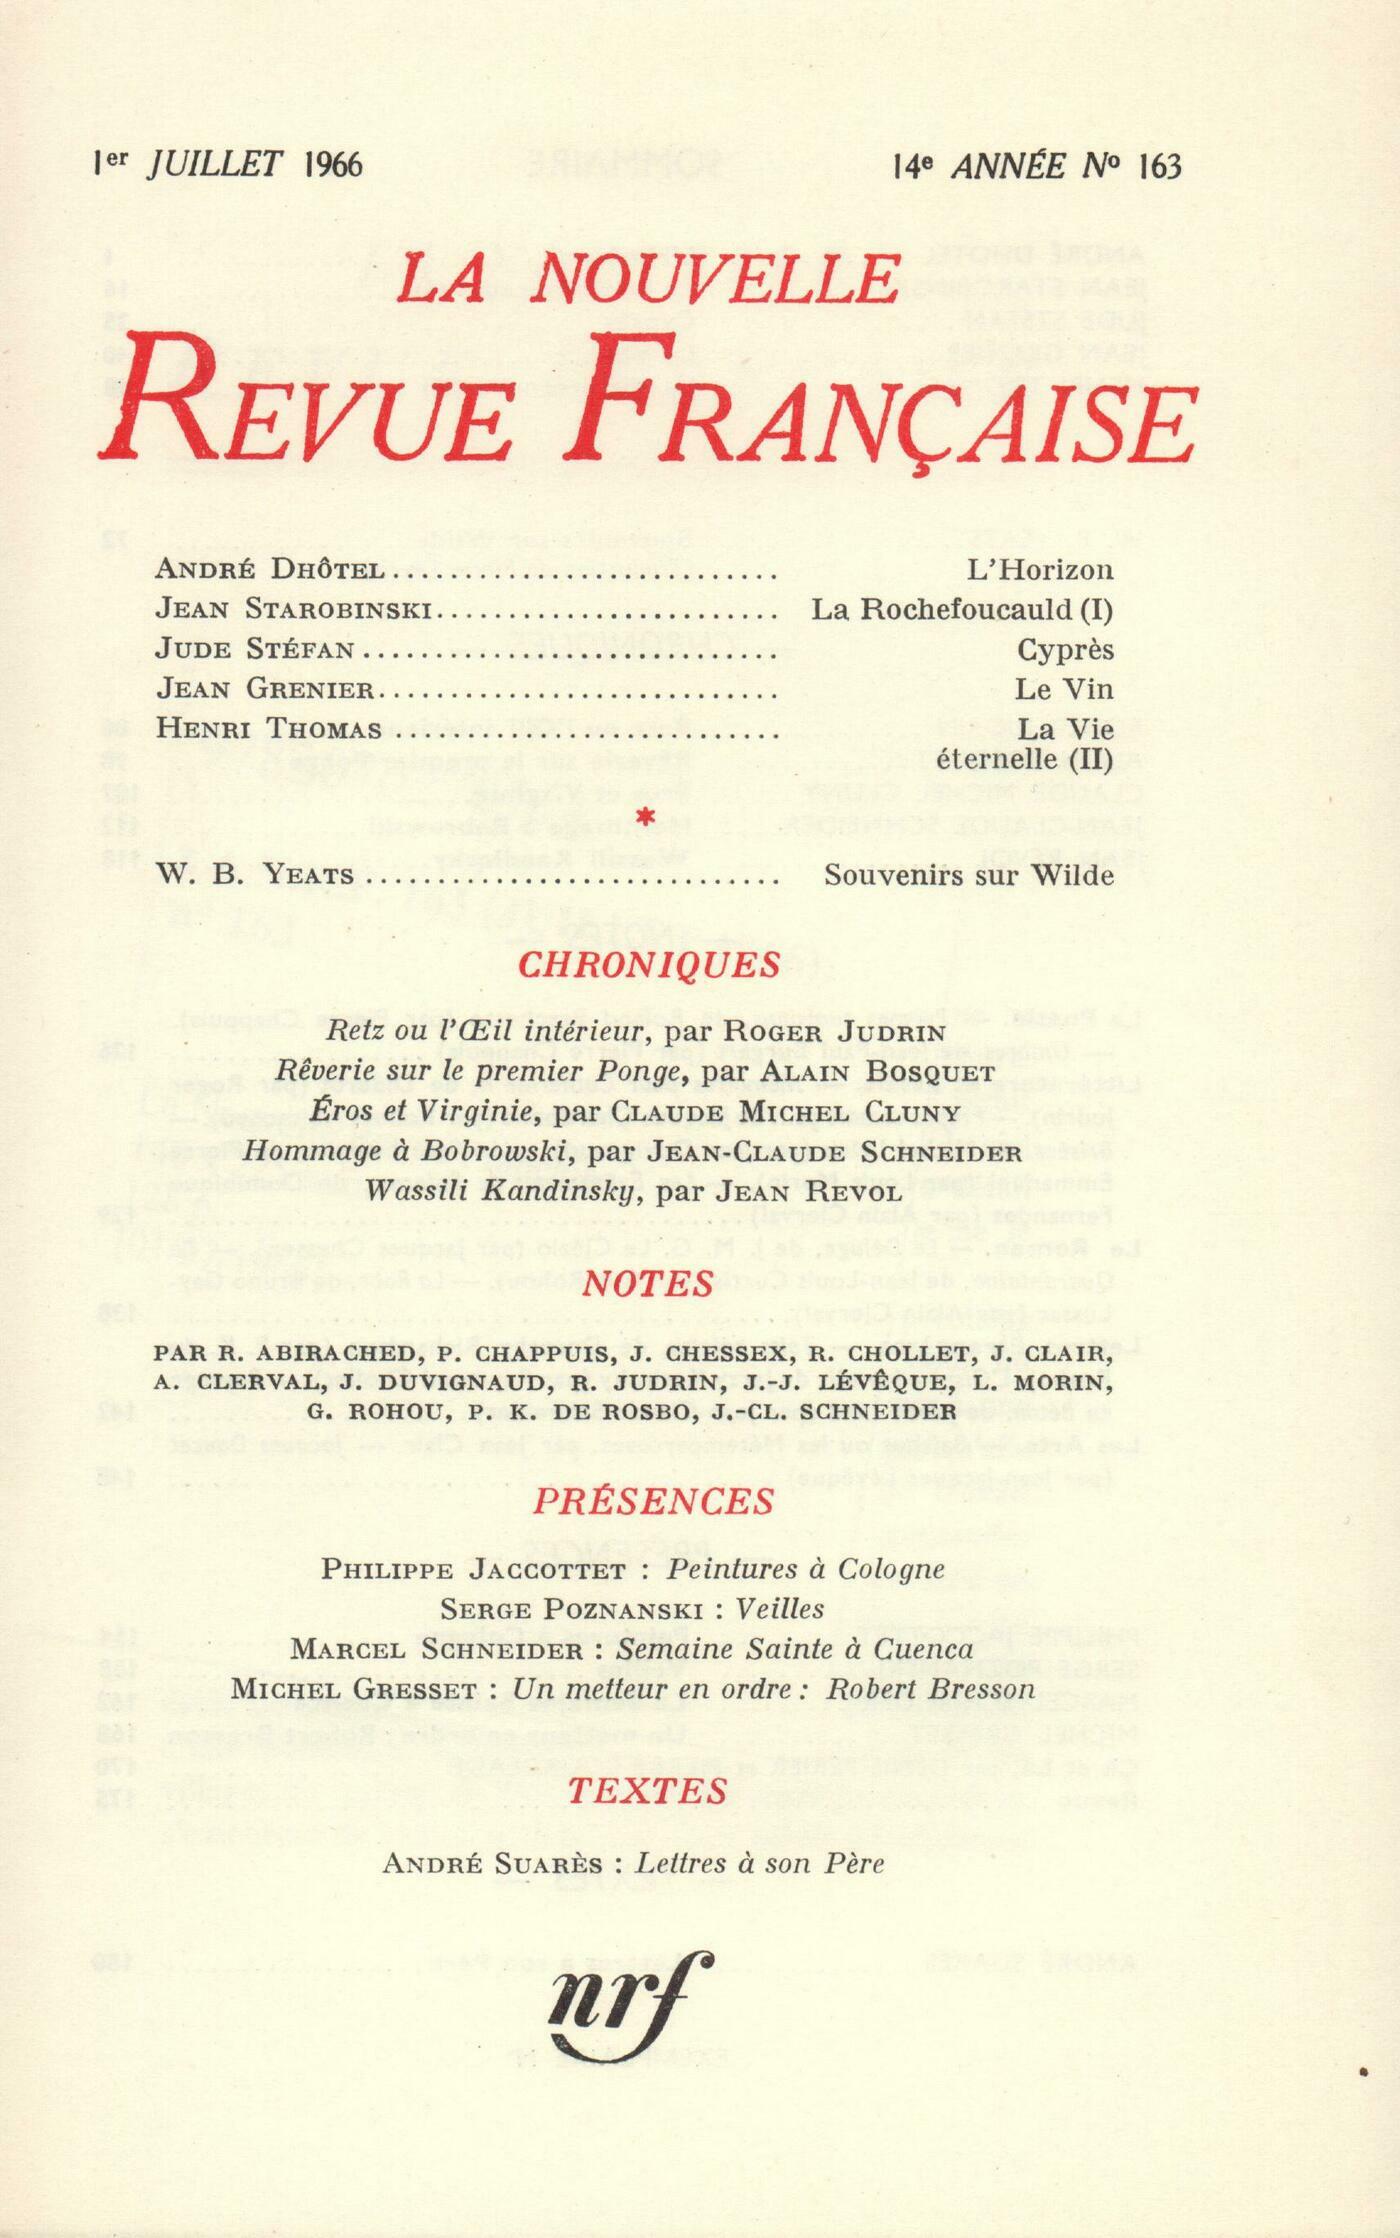 1er JUILLET 1966 14e ANNÉE No 163
LA NOUVELLE
REVUE FRANÇAISE
ANDRÉ DHÔTEL........................... L'Horizon
JEAN STAROBINSKI........................ La Rochefoucauld (I)
JUDE STÉFAN............................. Cyprès
JEAN GRENIER............................ Le Vin
HENRI THOMAS ........................... La Vie
éternelle (II)
*
W. B. YEATS ............................. Souvenirs sur Wilde
CHRONIQUES
Retz ou l'Œil intérieur, par ROGER JUDRIN
Rêverie sur le premier Ponge, par ALAIN BOSQUET
Éros et Virginie, par CLAUDE MICHEL CLUNY
Hommage à Bobrowski, par JEAN-CLAUDE SCHNEIDER
Wassili Kandinsky, par JEAN REVOL
NOTES
PAR R. ABIRACHED, P. CHAPPUIS, J. CHESSEX, R. CHOLLET, J. CLAIR,
A. CLERVAL, J. DUVIGNAUD, R. JUDRIN, J.-J. LÉVÊQUE, L. MORIN,
G. ROHOU, P. K. DE ROSBO, J.-CL. SCHNEIDER
PRÉSENCES
PHILIPPE JACCOTTET : Peintures à Cologne
SERGE POZNANSKI : Veilles
MARCEL SCHNEIDER : Semaine Sainte à Cuenca
MICHEL GRESSET : Un metteur en ordre : Robert Bresson
TEXTES
ANDRÉ SUARÈS : Lettres à son Père
nrf